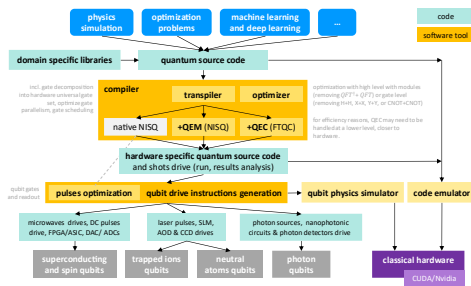 physics
simulation
optimization
problems
machine learning
and deep learning
...
code
software tool
domain specific libraries
quantum source code
incl. gate decomposition
into hardware universal gate
set, optimize gate
parallelism, gate scheduling
compiler
transpiler
optimizer
native NISQ
+QEM (NISQ)
+QEC (FTQC)
optimization with high level with modules
(removing QFT†+ QFT) or gate level
(removing H+H, X+X, Y+Y, or CNOT+CNOT)
for efficiency reasons, QEC may need to be
handled at a lower level, closer to
hardware.
hardware specific quantum source code
and shots drive (run, results analysis)
qubit gates
and readout
pulses optimization
qubit drive instructions generation
qubit physics simulator
code emulator
microwaves drives, DC pulses
drive, FPGA/ASIC, DAC/ ADCs
laser pulses, SLM,
AOD & CCD drives
photon sources, nanophotonic
circuits & photon detectors drive
superconducting
and spin qubits
trapped ions
qubits
neutral
atoms qubits
photon
qubits
classical hardware
CUDA/Nvidia